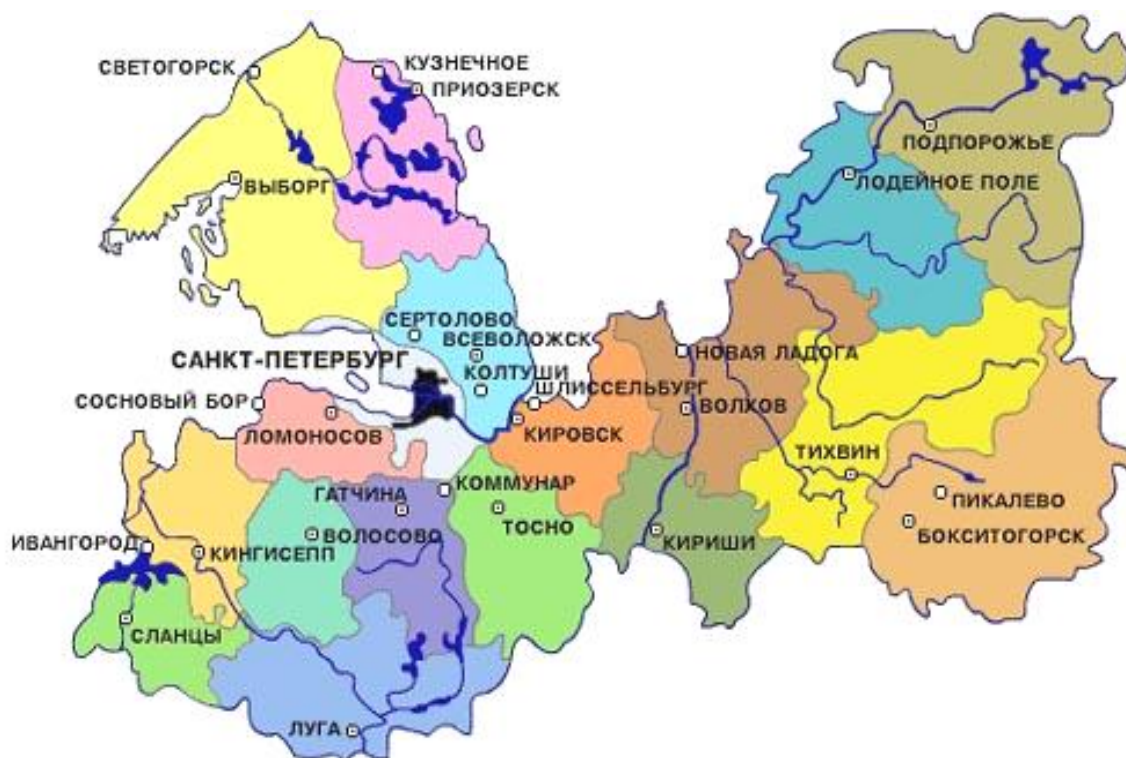 СВЕТОГОРСК
КУЗНЕЧНОЕ
ПРИОЗЕРСК
ПОДПОРОЖЬЕ
ВЫБОРГ
ЛОДЕЙНОЕ ПОЛЕ
СЕРТОЛОВО
ВСЕВОЛОЖСК
САНКТ-ПЕТЕРБУРГ
КОЛТУШИ
НОВАЯ ЛАДОГА
ШЛИССЕЛЬБУРГ
СОСНОВЫЙ БОР
ВОЛХОВ
ЛОМОНОСОВ
КИРОВСК
ТИХВИН
КОММУНАР
ГАТЧИНА
ПИКАЛЕВО
ТОСНО
ВОЛОСОВО
БОКСИТОГОРСК
ИВАНГОРОД
КИНГИСЕПП
КИРИШИ
СЛАНЦЫ
ЛУГА